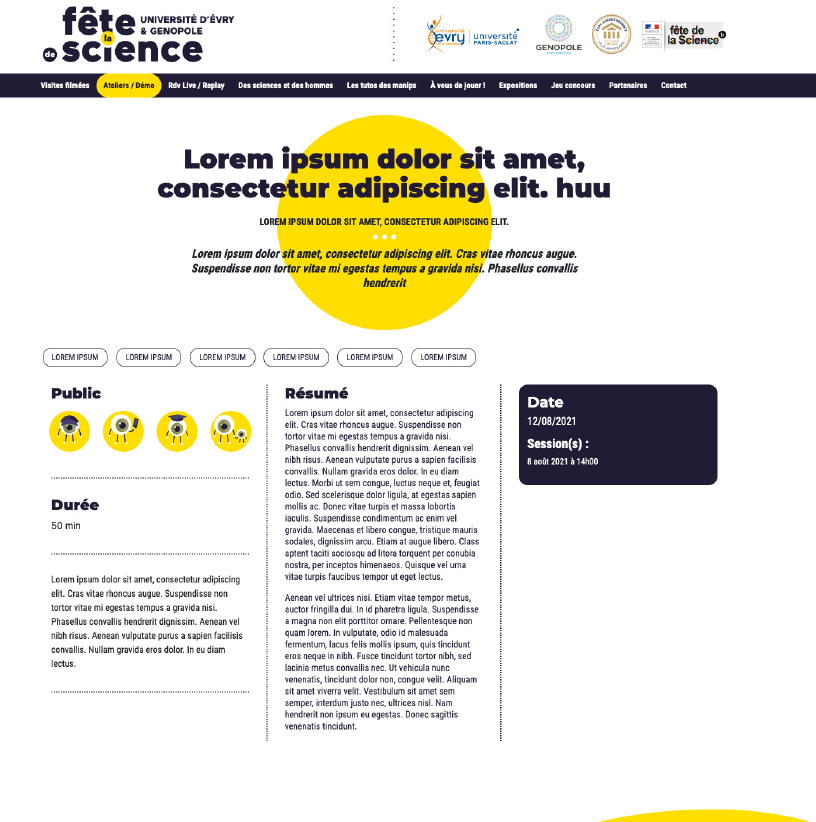 fête UNIVERSITÉ D'ÉVRY
& GENOPOLE
de la science
université
evry
université
PARIS-SACLAY
GENOPOLE
fête de
la Science
Visites filmées Ateliers / Démo Rdv Live / Replay Des sciences et des hommes Les tutos des manips À vous de jouer ! Expositions Jeu concours Partenaires Contact
Lorem ipsum dolor sit amet,
consectetur adipiscing elit. huu
LOREM IPSUM DOLOR SIT AMET, CONSECTETUR ADIPISCING ELIT.
Lorem ipsum dolor sit amet, consectetur adipiscing elit. Cras vitae rhoncus augue.
Suspendisse non tortor vitae mi egestas tempus a gravida nisi. Phasellus convallis
hendrerit
LOREM IPSUM LOREM IPSUM LOREM IPSUM LOREM IPSUM LOREM IPSUM LOREM IPSUM
Public
Durée
50 min
Lorem ipsum dolor sit amet, consectetur adipiscing
elit. Cras vitae rhoncus augue. Suspendisse non
tortor vitae mi egestas tempus a gravida nisi.
Phasellus convallis hendrerit dignissim. Aenean vel
nibh risus. Aenean vulputate purus a sapien facilisis
convallis. Nullam gravida eros dolor. In eu diam
lectus.
Résumé
Lorem ipsum dolor sit amet, consectetur adipiscing
elit. Cras vitae rhoncus augue. Suspendisse non
tortor vitae mi egestas tempus a gravida nisi.
Phasellus convallis hendrerit dignissim. Aenean vel
nibh risus. Aenean vulputate purus a sapien facilisis
convallis. Nullam gravida eros dolor. In eu diam
lectus. Morbi ut sem congue, luctus neque et, feugiat
odio. Sed scelerisque dolor ligula, at egestas sapien
mollis ac. Donec vitae turpis et massa lobortis
iaculis. Suspendisse condimentum ac enim vel
gravida. Maecenas et libero congue, tristique mauris
sodales, dignissim arcu. Etiam at augue libero. Class
aptent taciti sociosqu ad litora torquent per conubia
nostra, per inceptos himenaeos. Quisque vel urna
vitae turpis faucibus tempor ut eget lectus.
Aenean vel ultrices nisi. Etiam vitae tempor metus,
auctor fringilla dui. In id pharetra ligula. Suspendisse
a magna non elit porttitor ornare. Pellentesque non
quam lorem. In vulputate, odio id malesuada
fermentum, lacus felis mollis ipsum, quis tincidunt
eros neque in nibh. Fusce tincidunt tortor nibh, sed
lacinia metus convallis nec. Ut vehicula nunc
venenatis, tincidunt dolor non, congue velit. Aliquam
sit amet viverra velit. Vestibulum sit amet sem
semper, interdum justo nec, ultrices nisl. Nam
hendrerit non ipsum eu egestas. Donec sagittis
venenatis tincidunt.
Date
12/08/2021
Session(s) :
8 août 2021 à 14h00